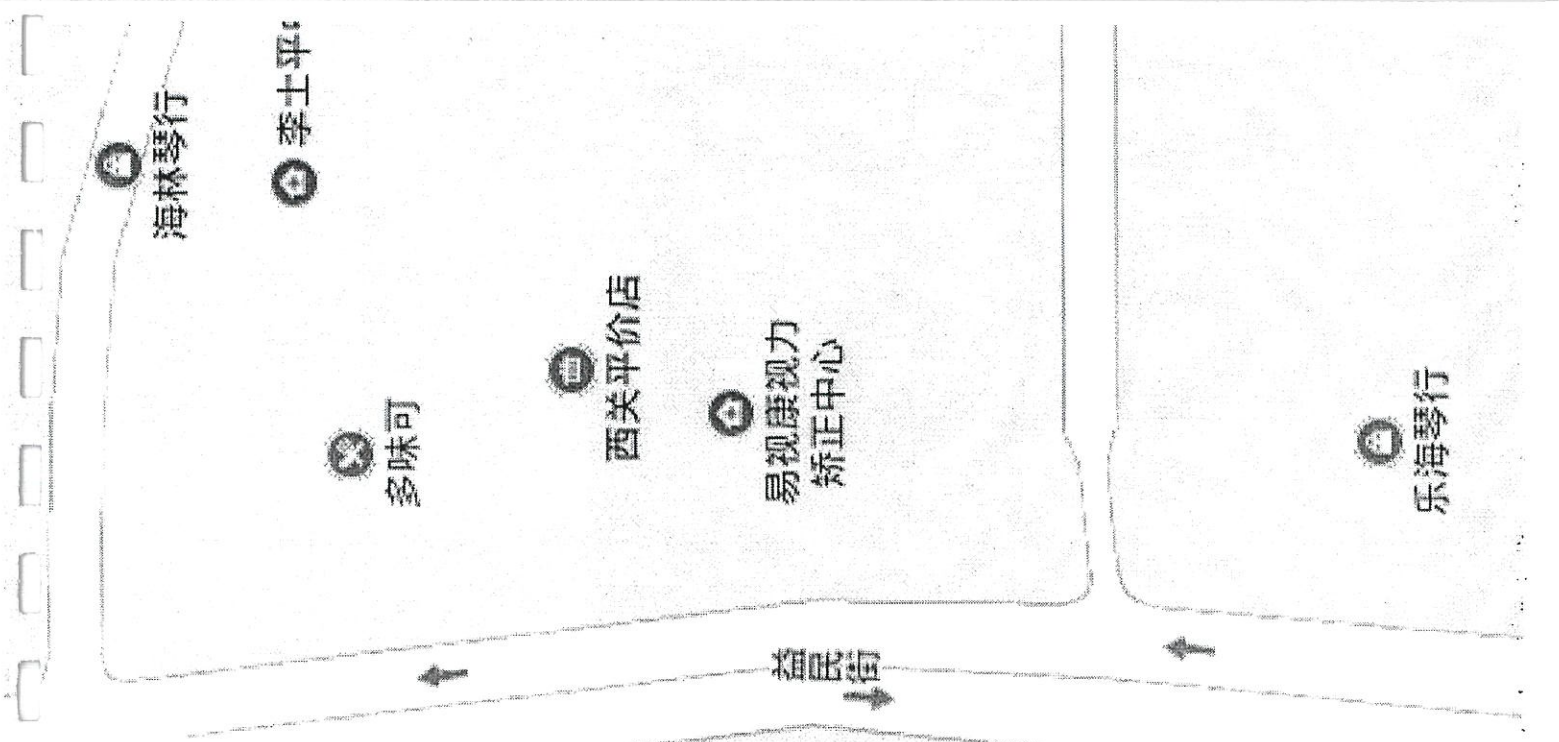 海林琴行
李士平
多味可
西关平价店
易视康视力
矫正中心
益民街
乐海琴行